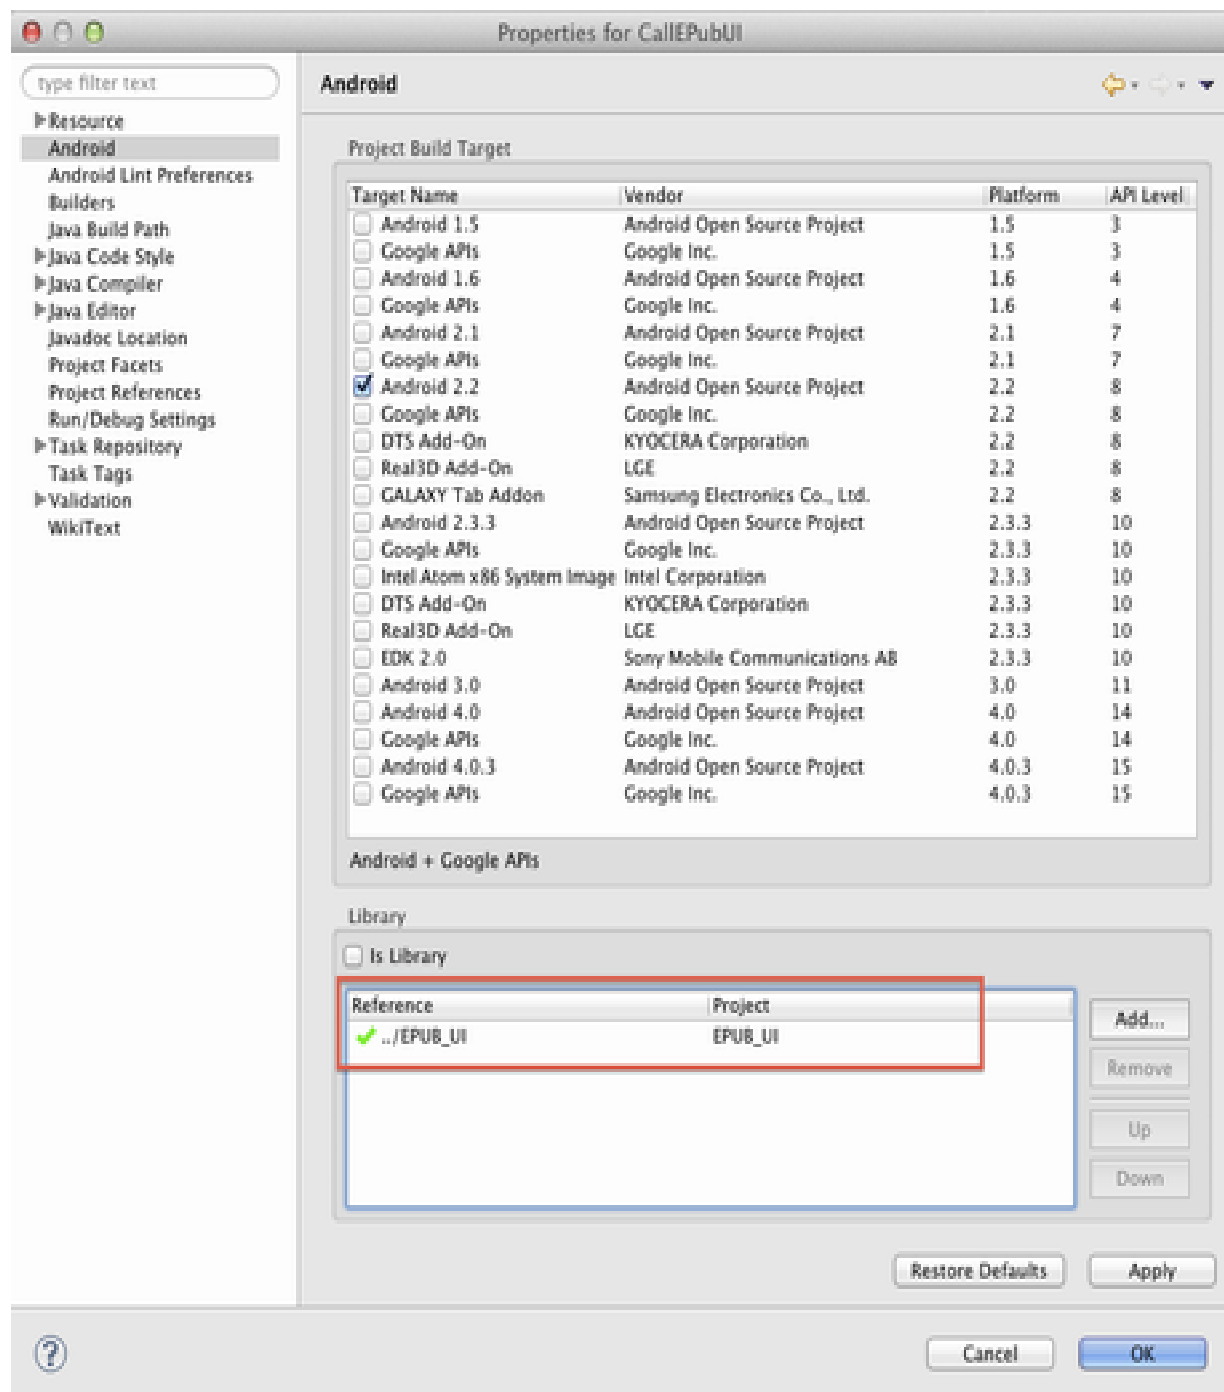 Properties for CallEPubUI
type filter text
Resource
Android
Android Lint Preferences
Builders
Java Build Path
Java Code Style
Java Compiler
Java Editor
Javadoc Location
Project Facets
Project References
Run/Debug Settings
Task Repository
Task Tags
Validation
WikiText
Android
Project Build Target
Target Name Vendor Platform API Level
Android 1.5 Android Open Source Project 1.5 3
Google APIs Google Inc. 1.5 3
Android 1.6 Android Open Source Project 1.6 4
Google APIs Google Inc. 1.6 4
Android 2.1 Android Open Source Project 2.1 7
Google APIs Google Inc. 2.1 7
Android 2.2 Android Open Source Project 2.2 8
Google APIs Google Inc. 2.2 8
DTS Add-On KYOCERA Corporation 2.2 8
Real3D Add-On LGE 2.2 8
GALAXY Tab Addon Samsung Electronics Co., Ltd. 2.2 8
Android 2.3.3 Android Open Source Project 2.3.3 10
Google APIs Google Inc. 2.3.3 10
Intel Atom x86 System Image Intel Corporation 2.3.3 10
DTS Add-On KYOCERA Corporation 2.3.3 10
Real3D Add-On LGE 2.3.3 10
EDK 2.0 Sony Mobile Communications AB 2.3.3 10
Android 3.0 Android Open Source Project 3.0 11
Android 4.0 Android Open Source Project 4.0 14
Google APIs Google Inc. 4.0 14
Android 4.0.3 Android Open Source Project 4.0.3 15
Google APIs Google Inc. 4.0.3 15
Android + Google APIs
Library
Is Library
Reference Project
../EPUB_UI EPUB_UI
Add...
Remove
Up
Down
Restore Defaults Apply
? Cancel OK